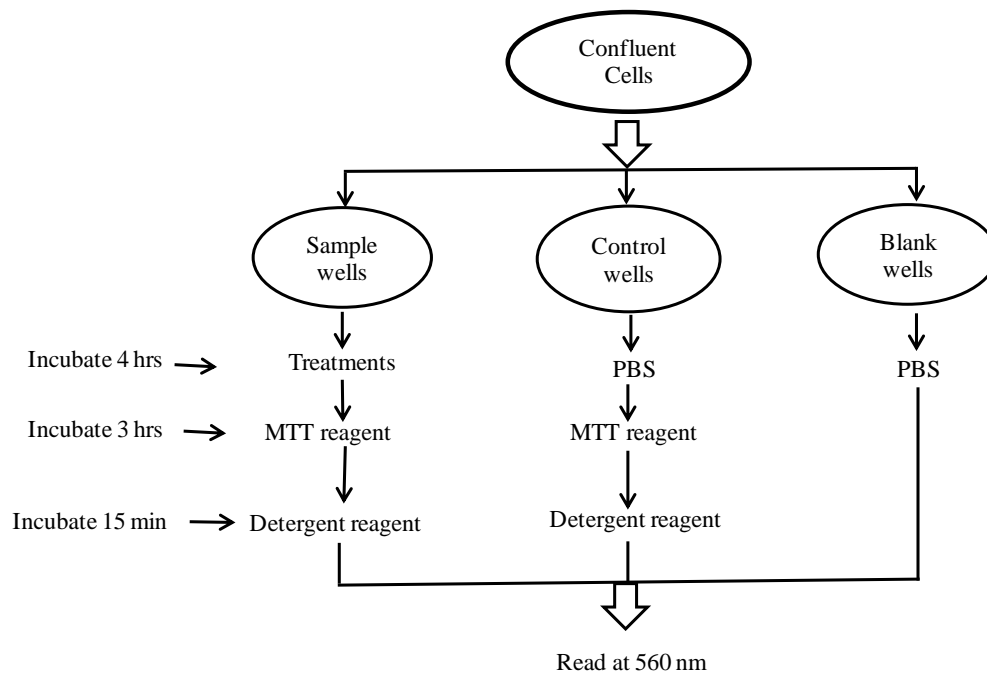 Confluent
Cells
Sample
wells
Control
wells
Blank
wells
Incubate 4 hrs
Treatments
PBS
PBS
Incubate 3 hrs
MTT reagent
MTT reagent
Incubate 15 min
Detergent reagent
Detergent reagent
Read at 560 nm